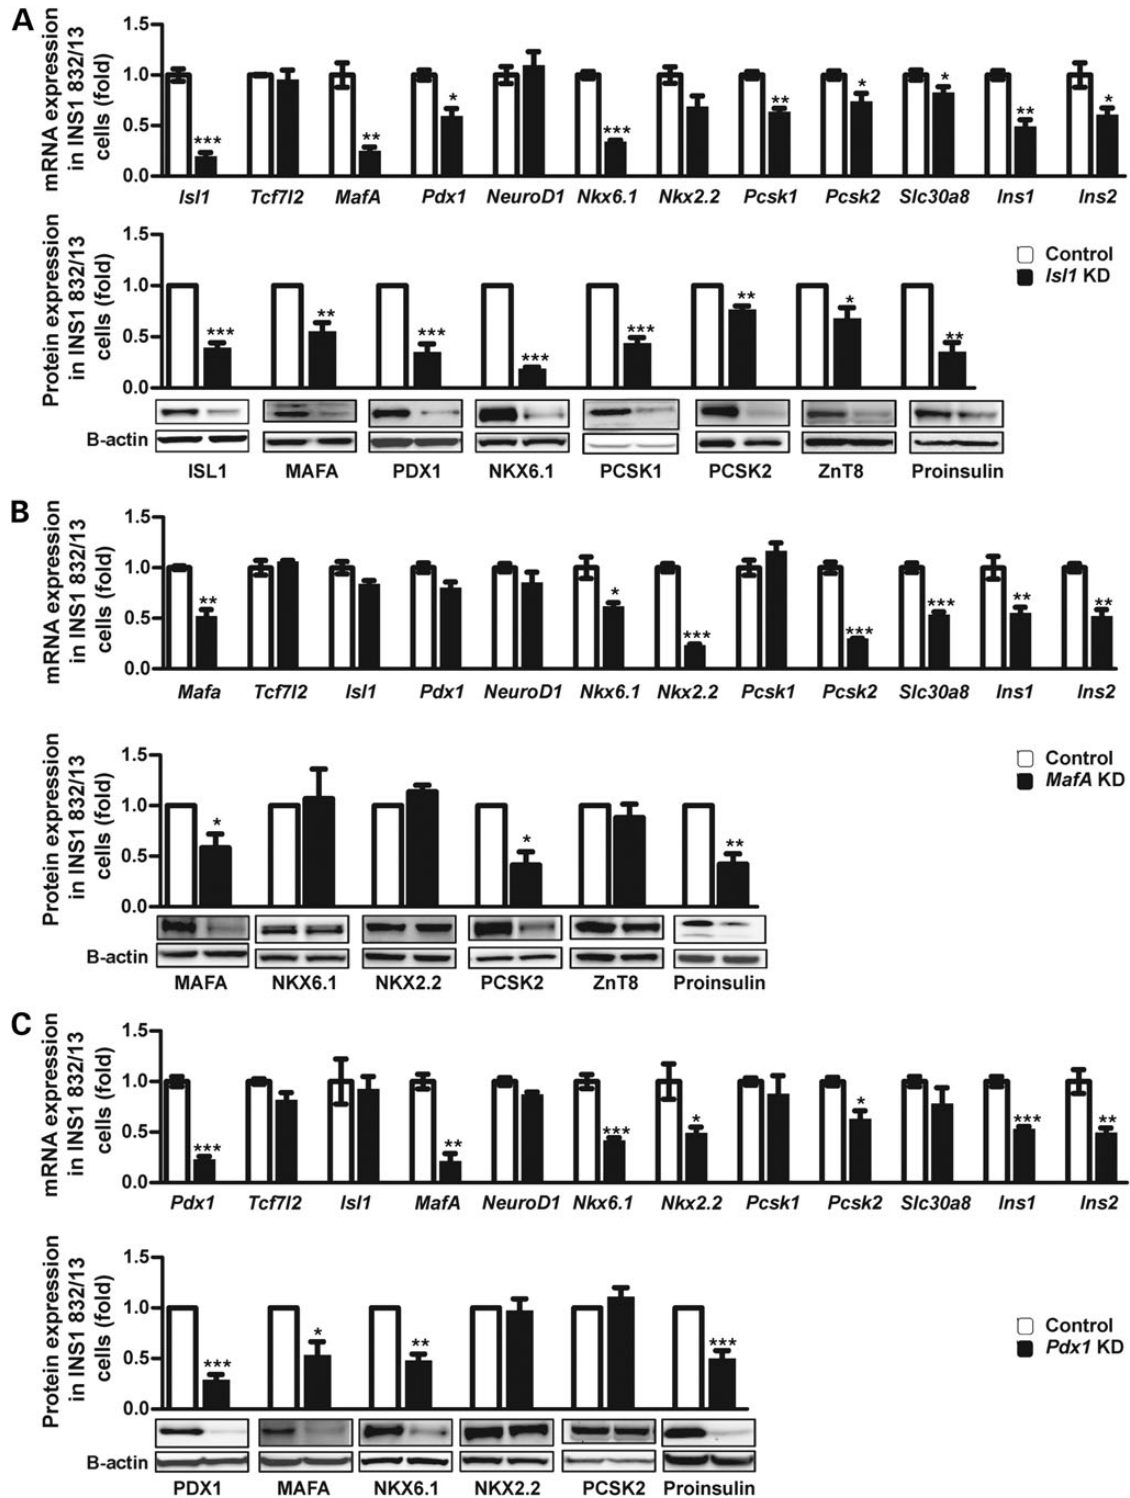 A
mRNA expression
in INS1 832/13
cells (fold)
1.5
1.0
0.5
0.0
*** ** * *** ** * * ** *
Isl1 Tcf7l2 MafA Pdx1 NeuroD1 Nkx6.1 Nkx2.2 Pcsk1 Pcsk2 Slc30a8 Ins1 Ins2
Protein expression
in INS1 832/13
cells (fold)
1.5
1.0
0.5
0.0
*** ** *** *** *** ** * **
Control
Isl1 KD
B-actin
ISL1 MAFA PDX1 NKX6.1 PCSK1 PCSK2 ZnT8 Proinsulin
B
mRNA expression
in INS1 832/13
cells (fold)
1.5
1.0
0.5
0.0
** * *** *** *** ** **
Mafa Tcf7l2 Isl1 Pdx1 NeuroD1 Nkx6.1 Nkx2.2 Pcsk1 Pcsk2 Slc30a8 Ins1 Ins2
Protein expression
in INS1 832/13
cells (fold)
1.5
1.0
0.5
0.0
* * **
Control
MafA KD
B-actin
MAFA NKX6.1 NKX2.2 PCSK2 ZnT8 Proinsulin
C
mRNA expression
in INS1 832/13
cells (fold)
1.5
1.0
0.5
0.0
*** ** *** * * *** **
Pdx1 Tcf7l2 Isl1 MafA NeuroD1 Nkx6.1 Nkx2.2 Pcsk1 Pcsk2 Slc30a8 Ins1 Ins2
Protein expression
in INS1 832/13
cells (fold)
1.5
1.0
0.5
0.0
*** * ** ***
Control
Pdx1 KD
B-actin
PDX1 MAFA NKX6.1 NKX2.2 PCSK2 Proinsulin